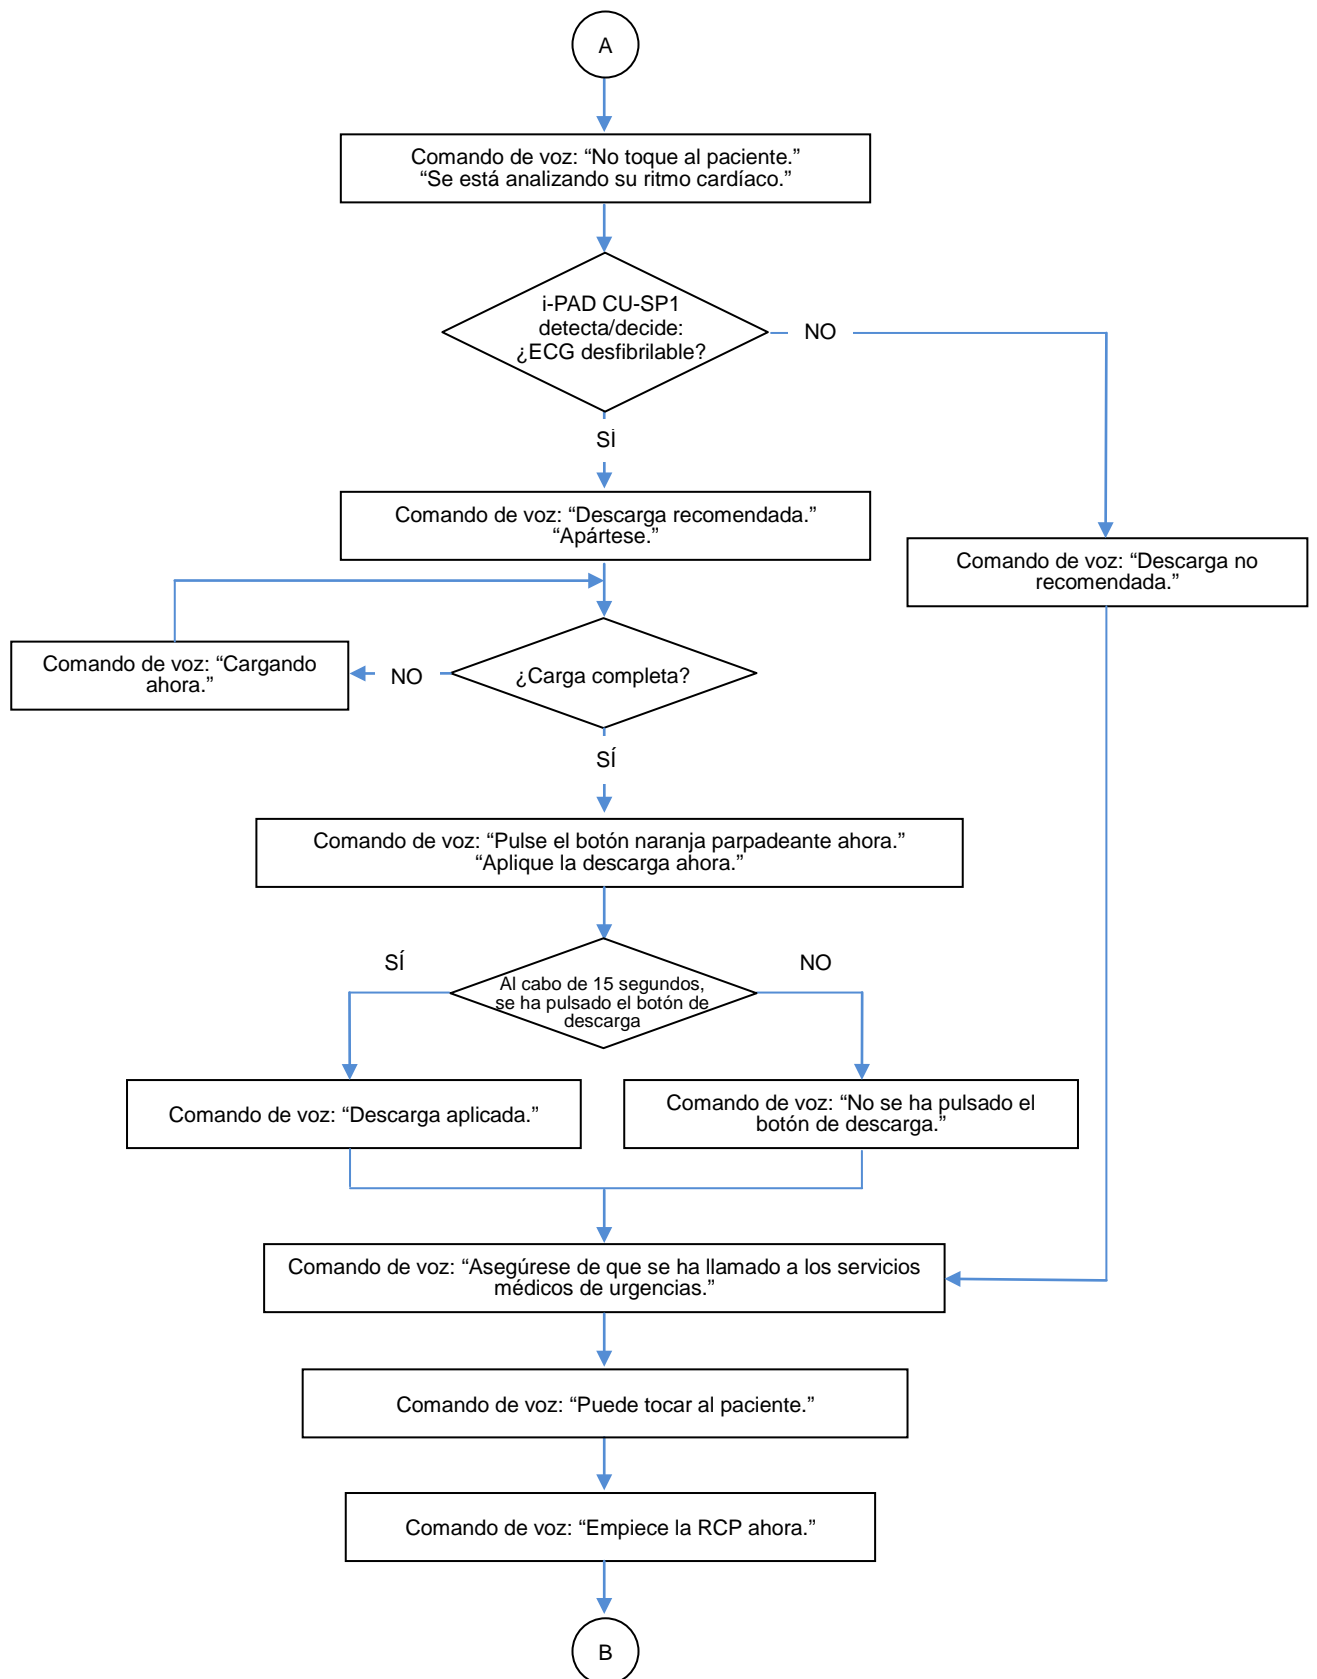 A
Comando de voz: “No toque al paciente.”
“Se está analizando su ritmo cardíaco.”
i-PAD CU-SP1
detecta/decide:
¿ECG desfibrilable?
NO
SÍ
Comando de voz: “Descarga recomendada.”
“Apártese.”
Comando de voz: “Descarga no
recomendada.”
Comando de voz: “Cargando
ahora.”
NO
¿Carga completa?
SÍ
Comando de voz: “Pulse el botón naranja parpadeante ahora.”
“Aplique la descarga ahora.”
SÍ
NO
Al cabo de 15 segundos,
se ha pulsado el botón de
descarga
Comando de voz: “Descarga aplicada.”
Comando de voz: “No se ha pulsado el
botón de descarga.”
Comando de voz: “Asegúrese de que se ha llamado a los servicios
médicos de urgencias.”
Comando de voz: “Puede tocar al paciente.”
Comando de voz: “Empiece la RCP ahora.”
B